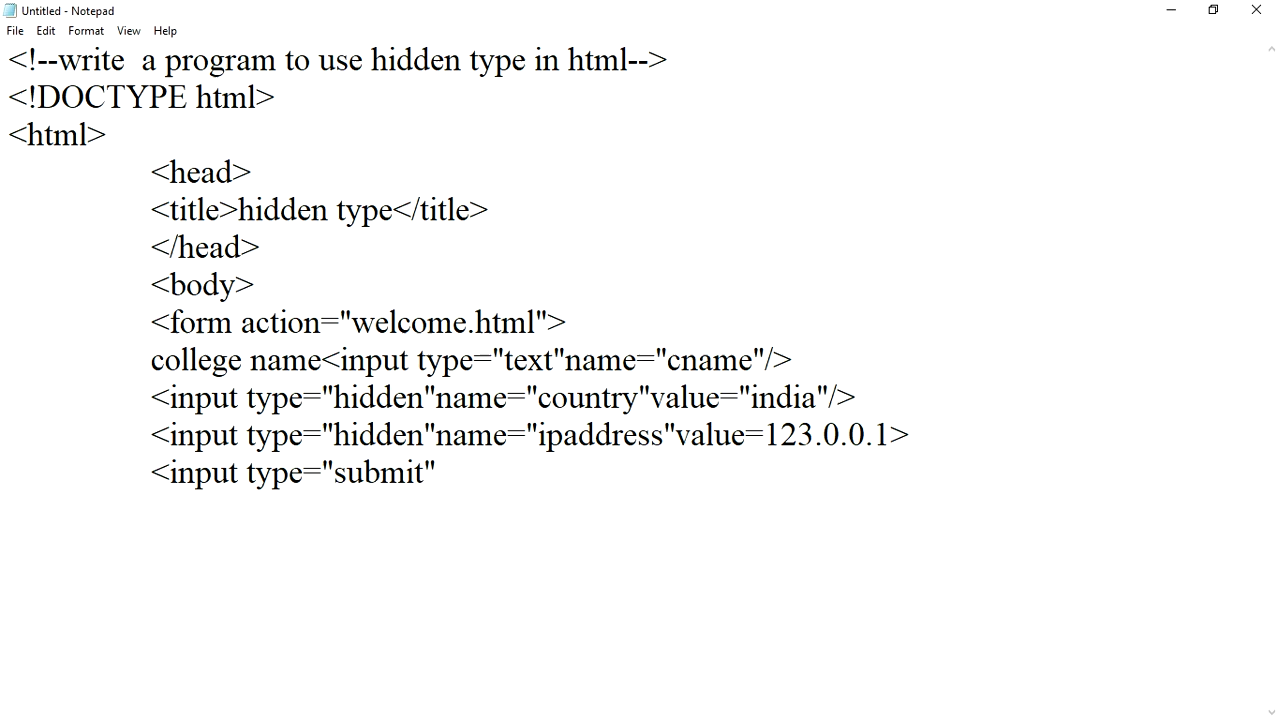 Untitled - Notepad
File Edit Format View Help
<!--write  a program to use hidden type in html-->
<!DOCTYPE html>
<html>
<head>
<title>hidden type</title>
</head>
<body>
<form action="welcome.html">
college name<input type="text"name="cname"/>
<input type="hidden"name="country"value="india"/>
<input type="hidden"name="ipaddress"value=123.0.0.1>
<input type="submit"